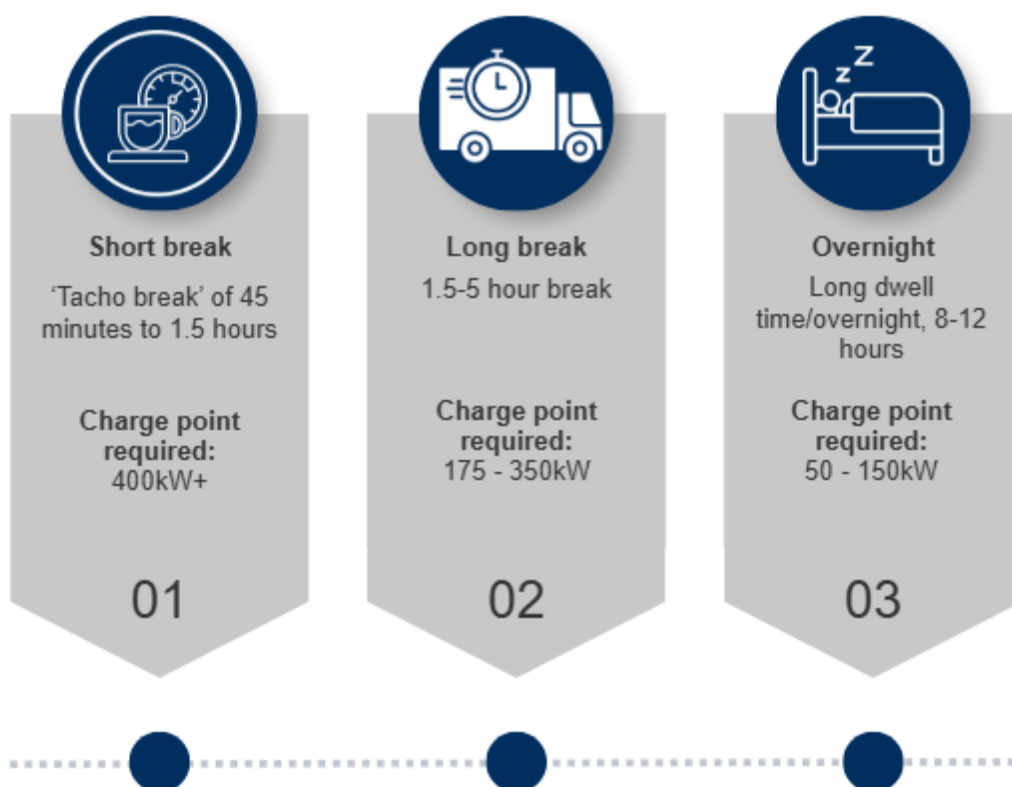 z z
Short break
‘Tacho break’ of 45
minutes to 1.5 hours
Charge point
required:
400kW+
01
Long break
1.5-5 hour break
Charge point
required:
175 - 350kW
02
Overnight
Long dwell
time/overnight, 8-12
hours
Charge point
required:
50 - 150kW
03